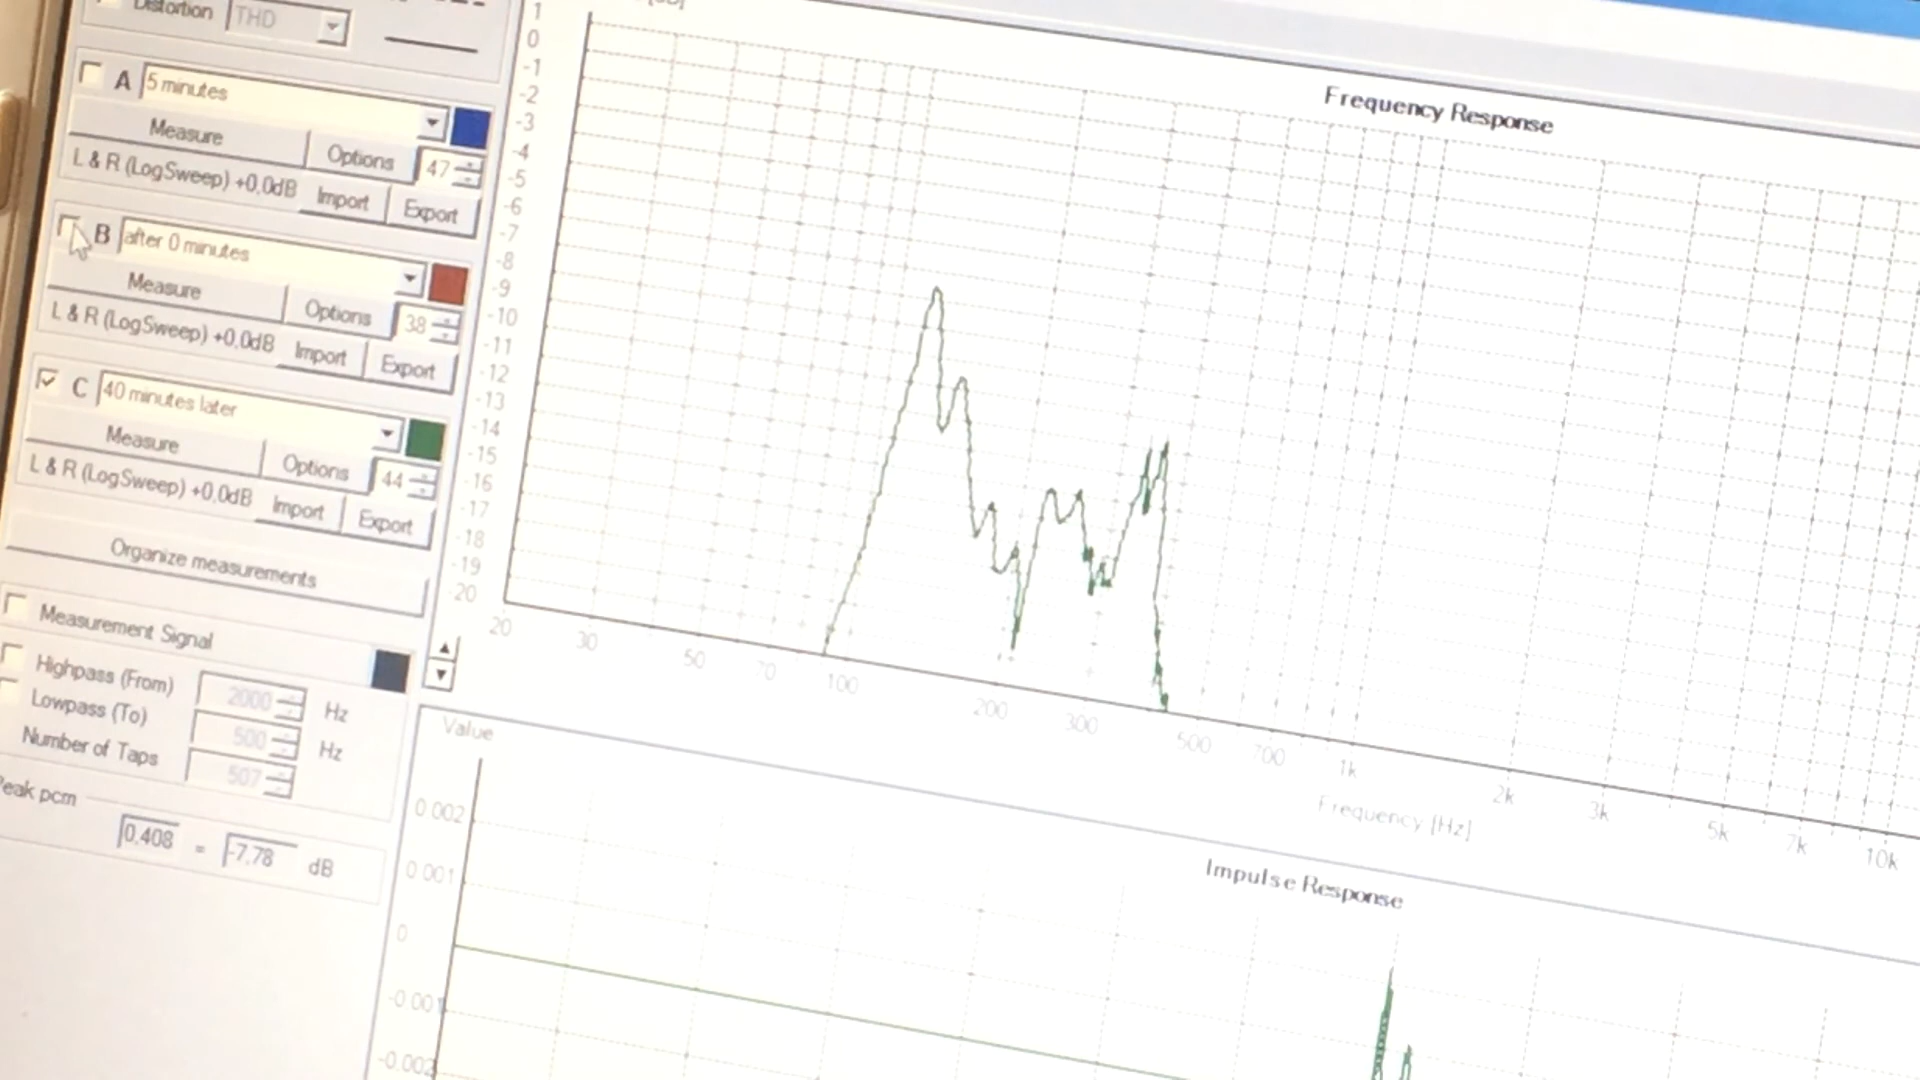 Distortion THD
A 5 minutes
Measure Options 47
L & R (LogSweep) +0,0dB Import Export
B after 0 minutes
Measure Options 38
L & R (LogSweep) +0,0dB Import Export
C 40 minutes later
Measure Options 44
L & R (LogSweep) +0,0dB Import Export
Organize measurements
Measurement Signal
Highpass (From) 2000 Hz
Lowpass (To) 500 Hz
Number of Taps 507
Peak pcm
0,408 = -7,78 dB
Frequency Response
1
0
-1
-2
-3
-4
-5
-6
-7
-8
-9
-10
-11
-12
-13
-14
-15
-16
-17
-18
-19
-20
20 30 50 70 100 200 300 500 700 1k 2k 3k 5k 7k 10k
Frequency [Hz]
Value
Impulse Response
0.002
0.001
0
-0.001
-0.002